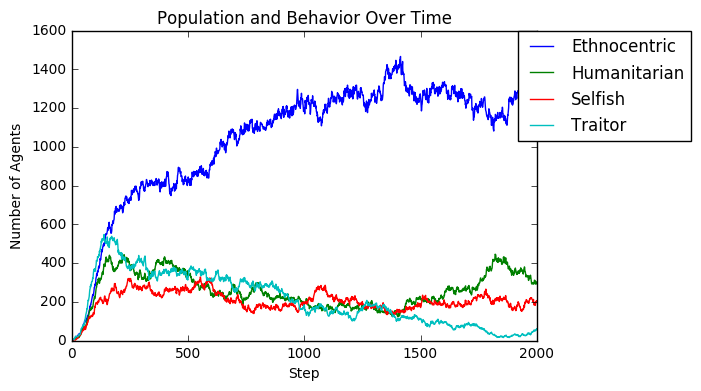 Population and Behavior Over Time
1600
1400
1200
1000
800
600
400
200
0
Number of Agents
0
500
1000
1500
2000
Step
Ethnocentric
Humanitarian
Selfish
Traitor